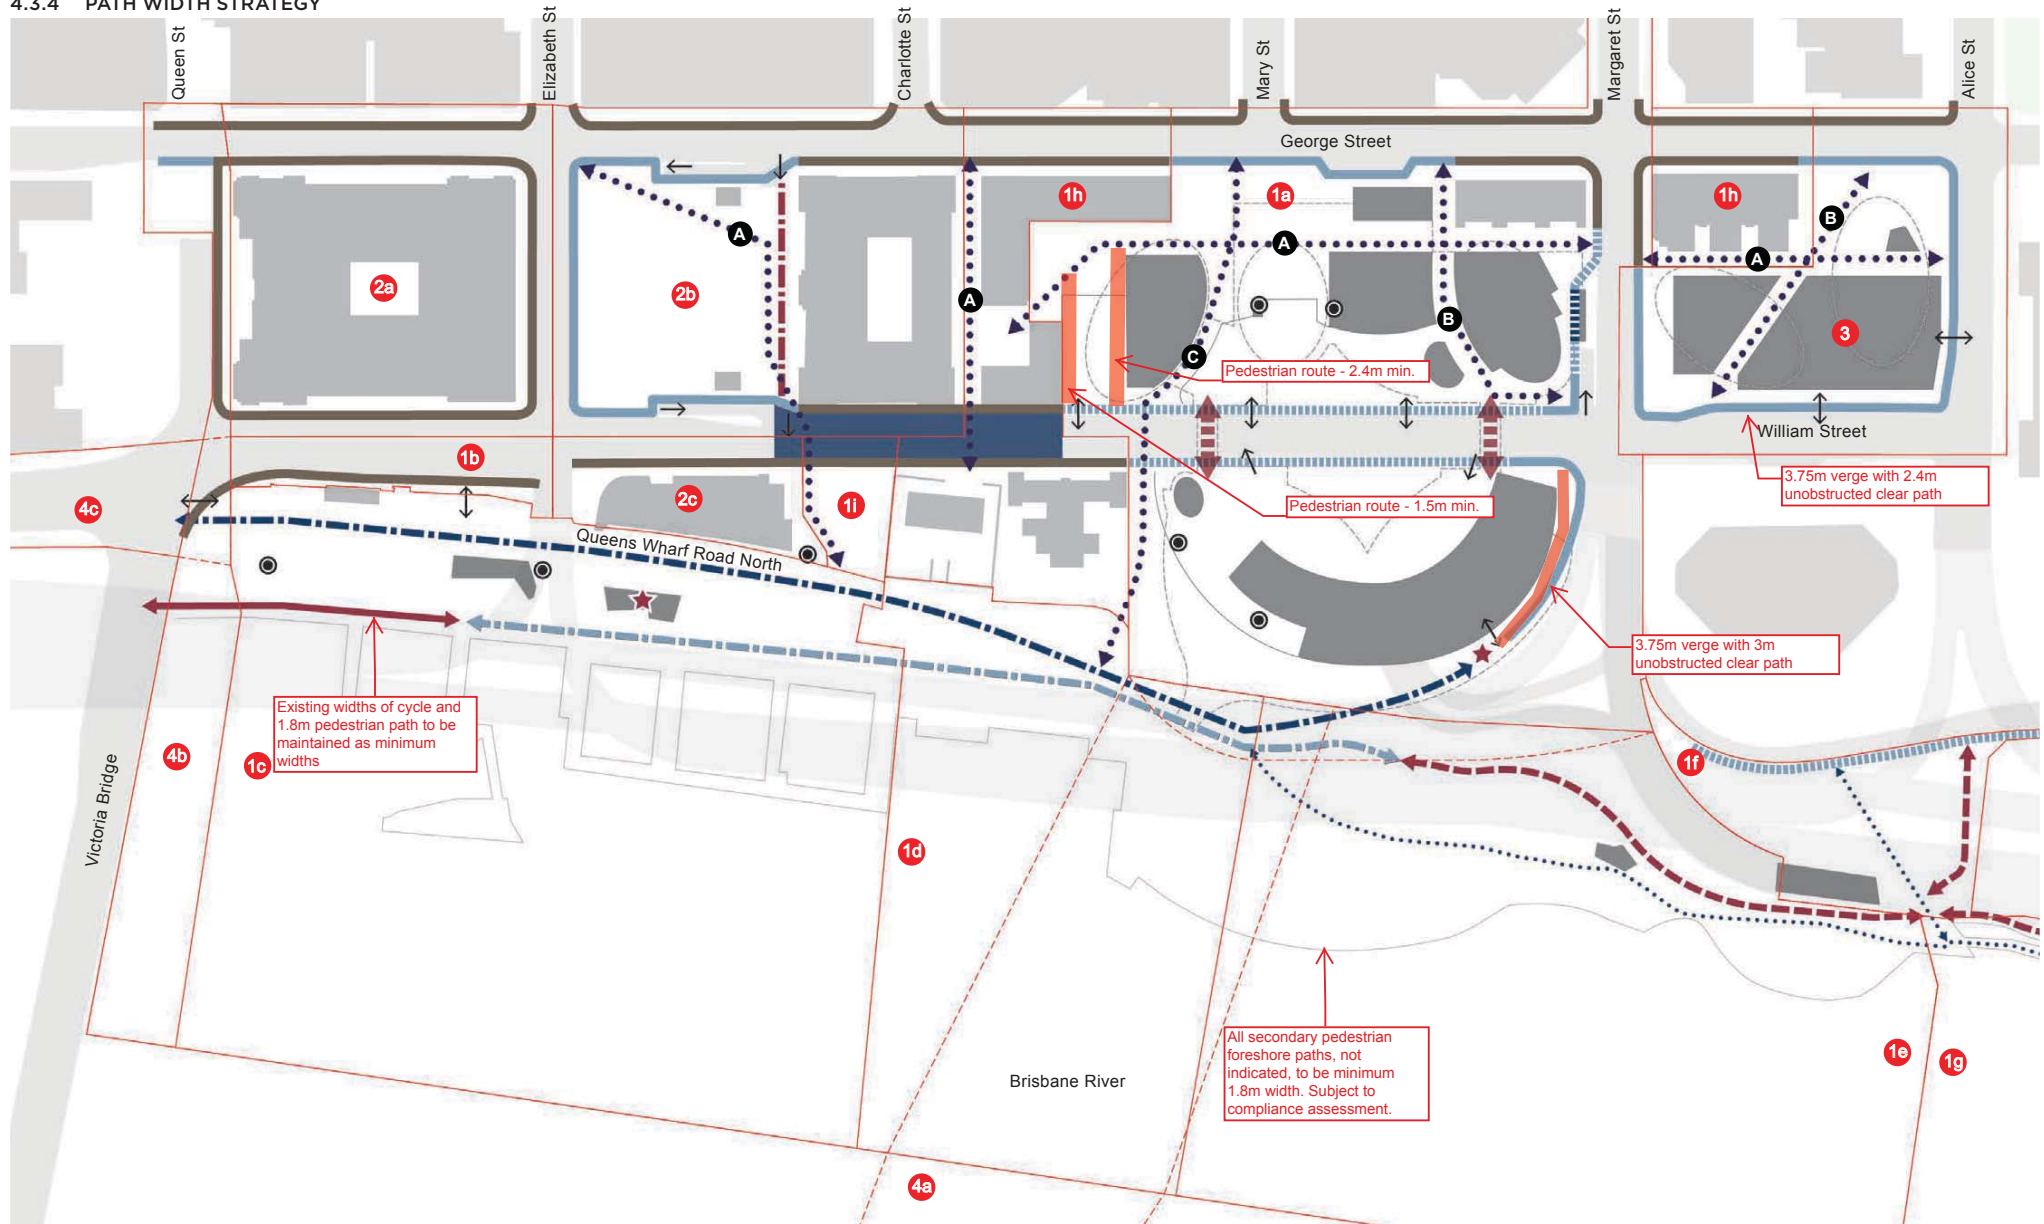 4.3.4 PATH WIDTH STRATEGY
Queen St
Elizabeth St
Charlotte St
Mary St
Margaret St
Alice St
George Street
1h
1a
1h
A
A
B
A
2a
2b
A
B
C
3
Pedestrian route - 2.4m min.
William Street
1b
3.75m verge with 2.4m
unobstructed clear path
4c
2c
1i
Pedestrian route - 1.5m min.
Queens Wharf Road North
3.75m verge with 3m
unobstructed clear path
Existing widths of cycle and
1.8m pedestrian path to be
maintained as minimum
widths
4b
1c
1f
Victoria Bridge
1d
All secondary pedestrian
foreshore paths, not
indicated, to be minimum
1.8m width. Subject to
compliance assessment.
Brisbane River
1e
1g
4a